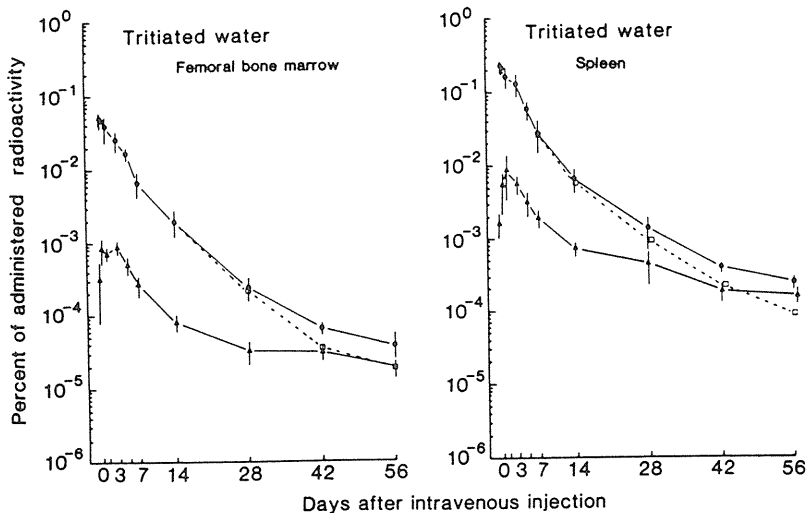 Percent of administered radioactivity
10^0
10^-1
10^-2
10^-3
10^-4
10^-5
10^-6
Tritiated water
Femoral bone marrow
0 3 7 14 28 42 56
10^0
10^-1
10^-2
10^-3
10^-4
10^-5
10^-6
Tritiated water
Spleen
0 3 7 14 28 42 56
Days after intravenous injection